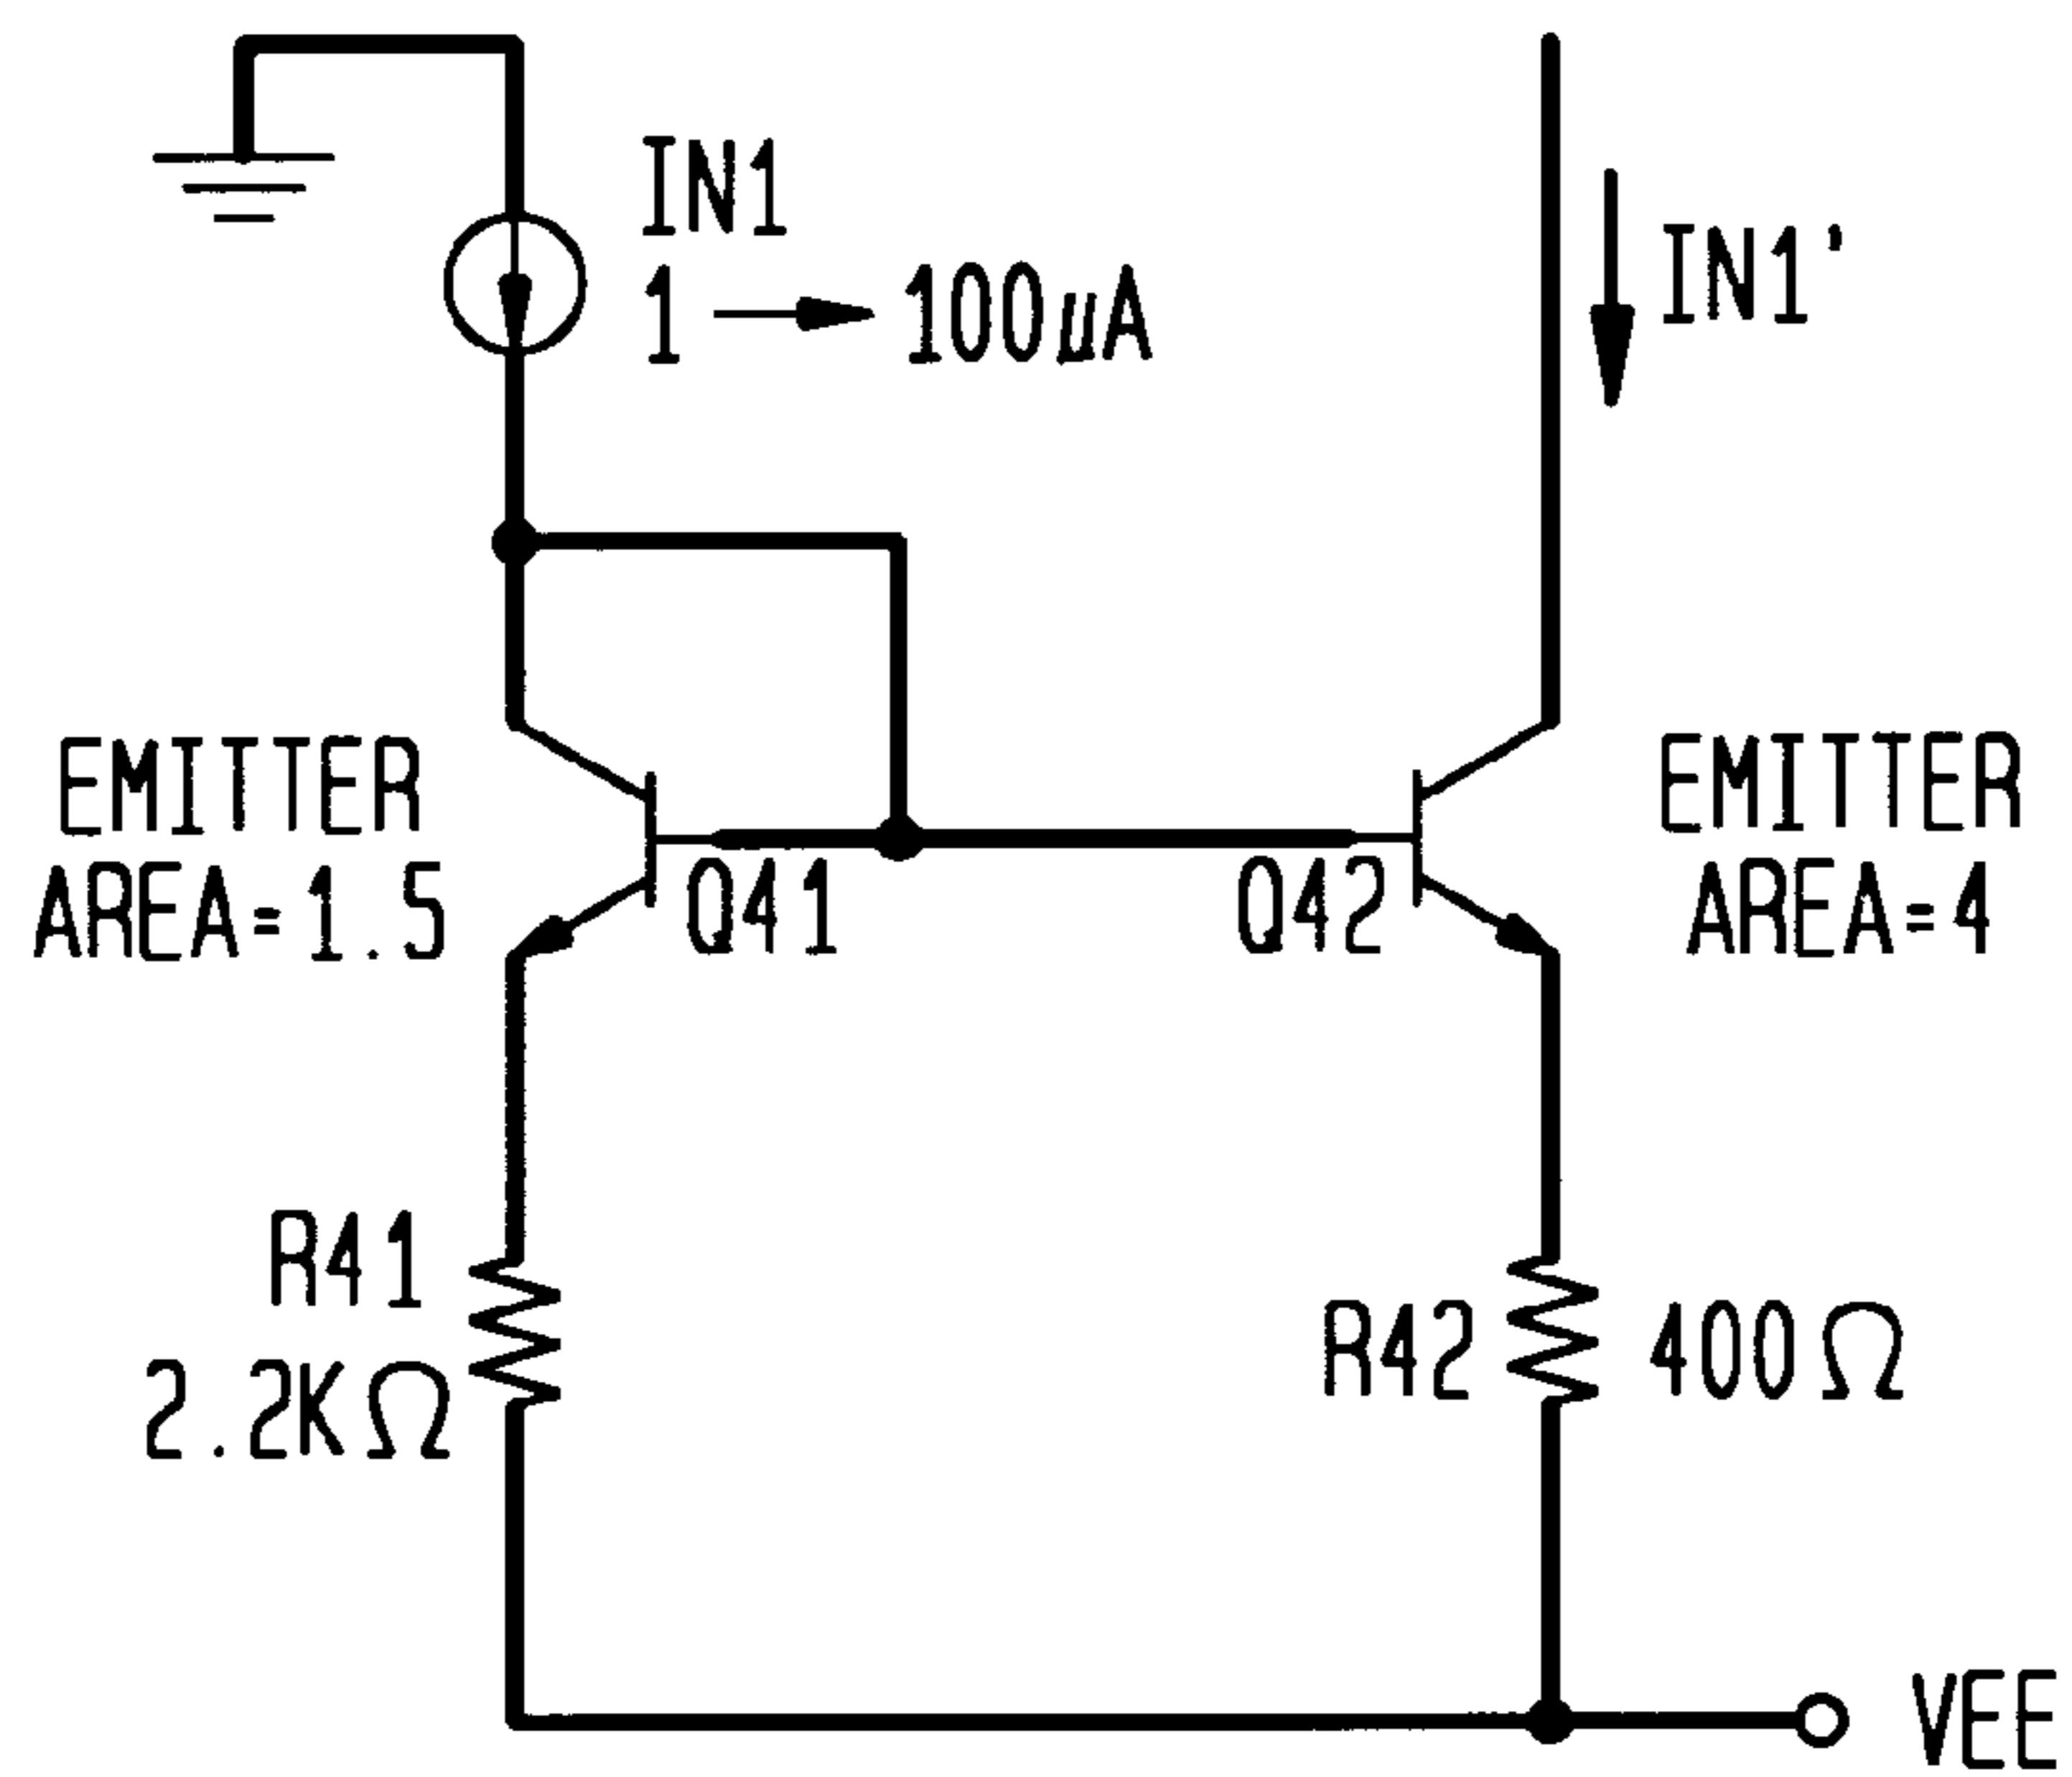 IN1
1 → 100μA
IN1'
EMITTER
AREA=1.5
Q41
Q42
EMITTER
AREA=4
R41
2.2KΩ
R42
400Ω
VEE